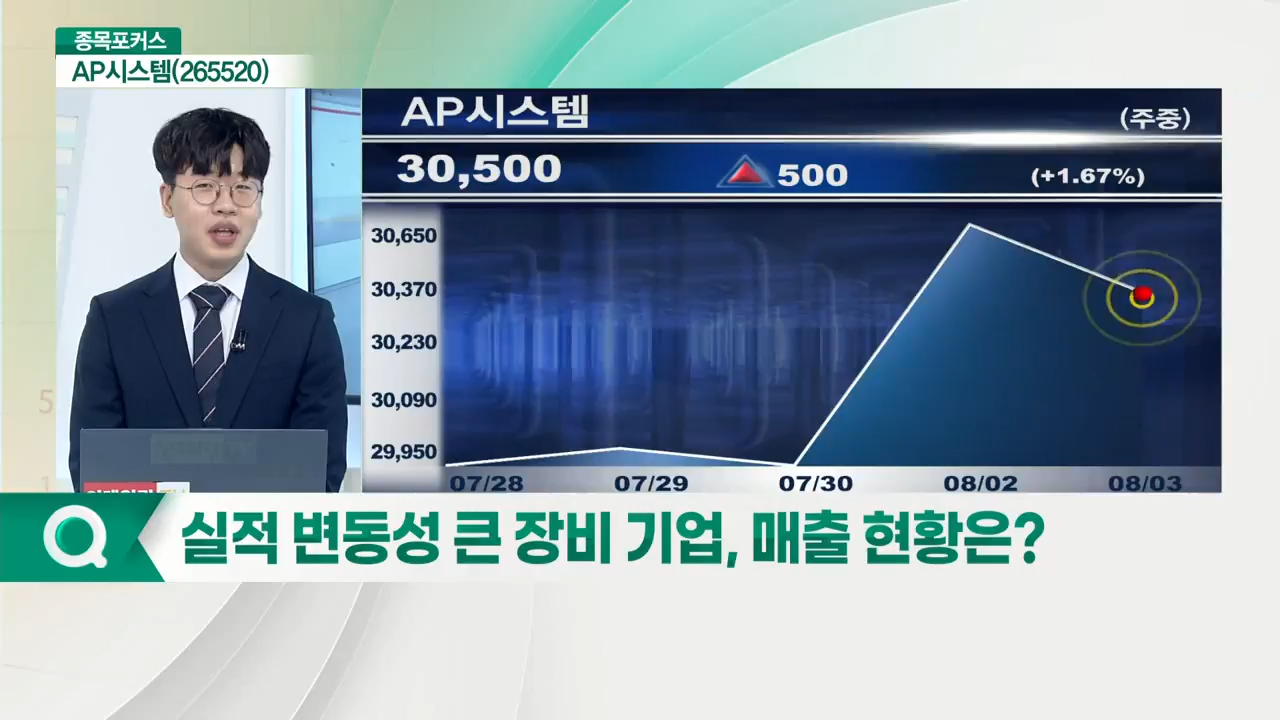 종목포커스
AP시스템(265520)
AP시스템
(주중)
30,500
500
(+1.67%)
30,650
30,370
30,230
30,090
29,950
07/28
07/29
07/30
08/02
08/03
실적 변동성 큰 장비 기업, 매출 현황은?